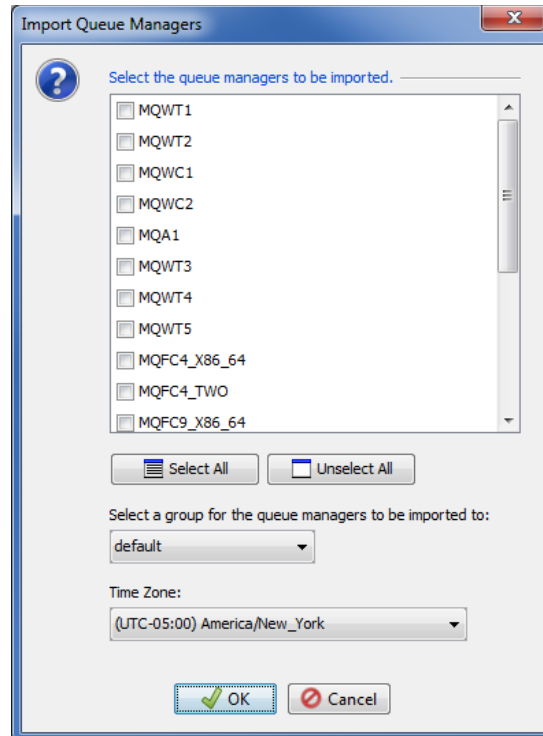 Import Queue Managers
Select the queue managers to be imported.
MQWT1
MQWT2
MQWC1
MQWC2
MQA1
MQWT3
MQWT4
MQWT5
MQFC4_X86_64
MQFC4_TWO
MQFC9_X86_64
Select All Unselect All
Select a group for the queue managers to be imported to:
default
Time Zone:
(UTC-05:00) America/New_York
OK Cancel